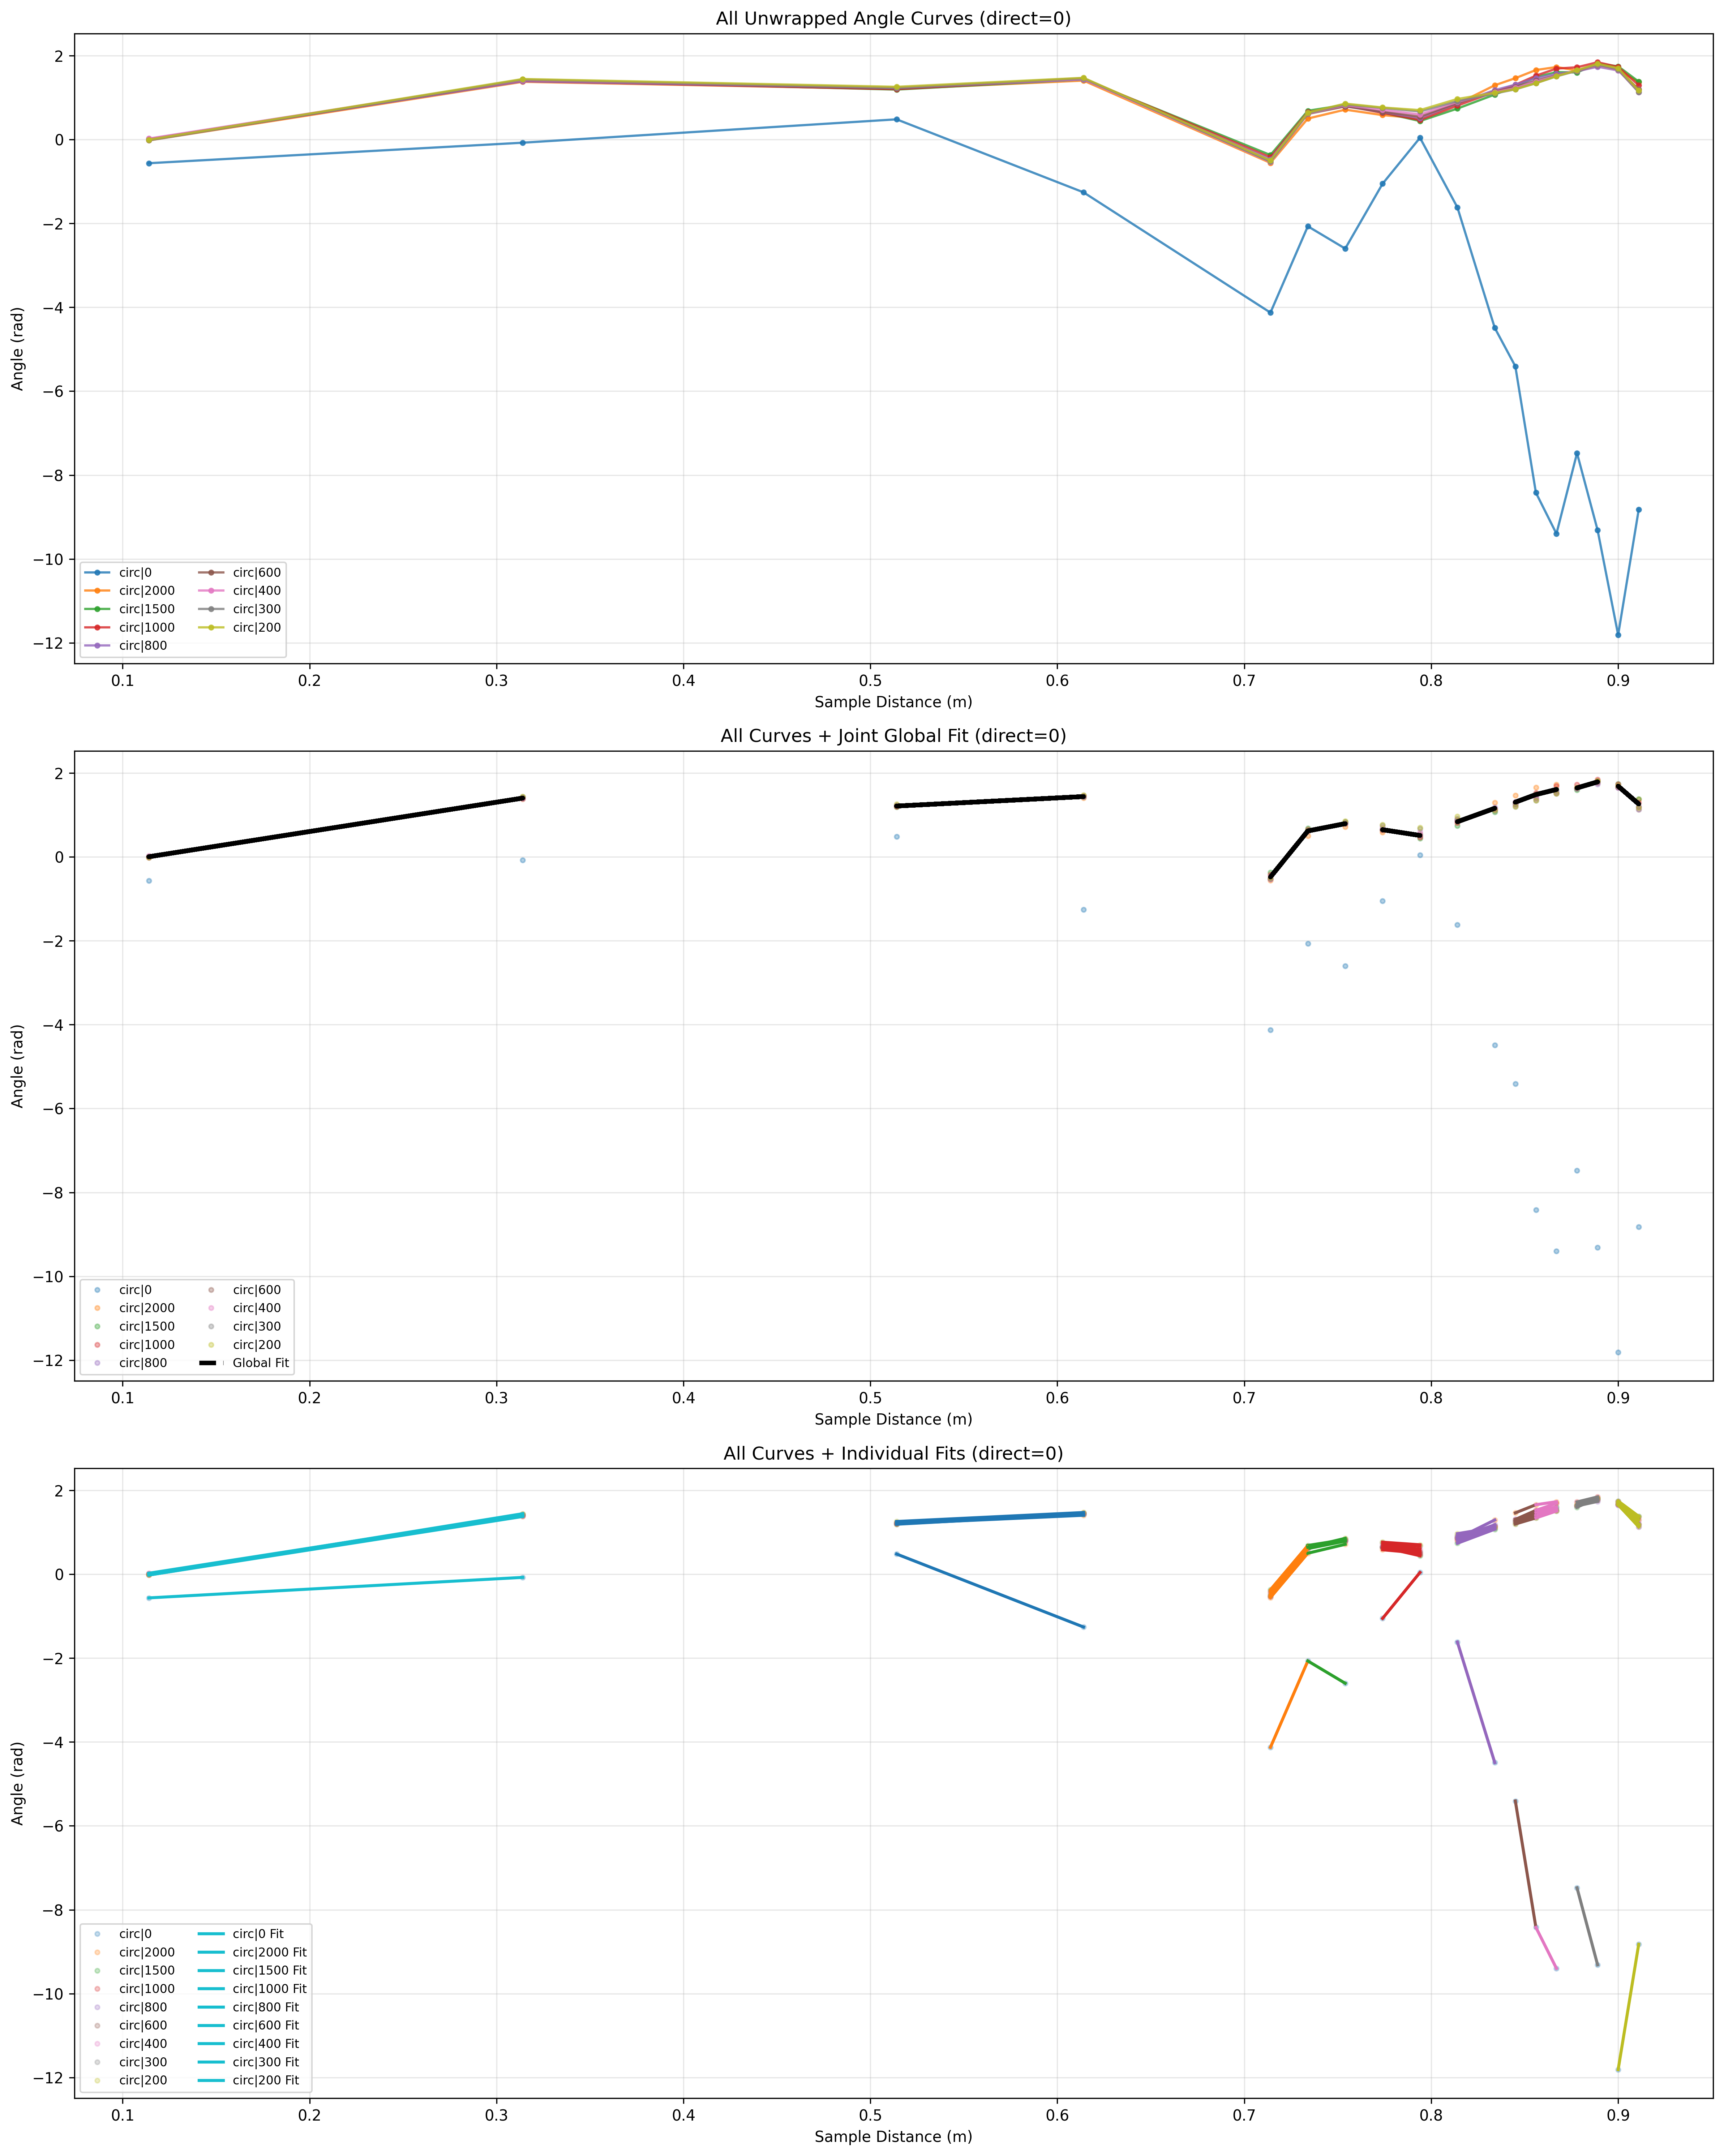 All Unwrapped Angle Curves (direct=0)
Angle (rad)
2
0
−2
−4
−6
−8
−10
−12
circ|0
circ|2000
circ|1500
circ|1000
circ|800
circ|600
circ|400
circ|300
circ|200
0.1 0.2 0.3 0.4 0.5 0.6 0.7 0.8 0.9
Sample Distance (m)
All Curves + Joint Global Fit (direct=0)
Angle (rad)
2
0
−2
−4
−6
−8
−10
−12
circ|0
circ|2000
circ|1500
circ|1000
circ|800
circ|600
circ|400
circ|300
circ|200
Global Fit
0.1 0.2 0.3 0.4 0.5 0.6 0.7 0.8 0.9
Sample Distance (m)
All Curves + Individual Fits (direct=0)
Angle (rad)
2
0
−2
−4
−6
−8
−10
−12
circ|0
circ|2000
circ|1500
circ|1000
circ|800
circ|600
circ|400
circ|300
circ|200
circ|0 Fit
circ|2000 Fit
circ|1500 Fit
circ|1000 Fit
circ|800 Fit
circ|600 Fit
circ|400 Fit
circ|300 Fit
circ|200 Fit
0.1 0.2 0.3 0.4 0.5 0.6 0.7 0.8 0.9
Sample Distance (m)